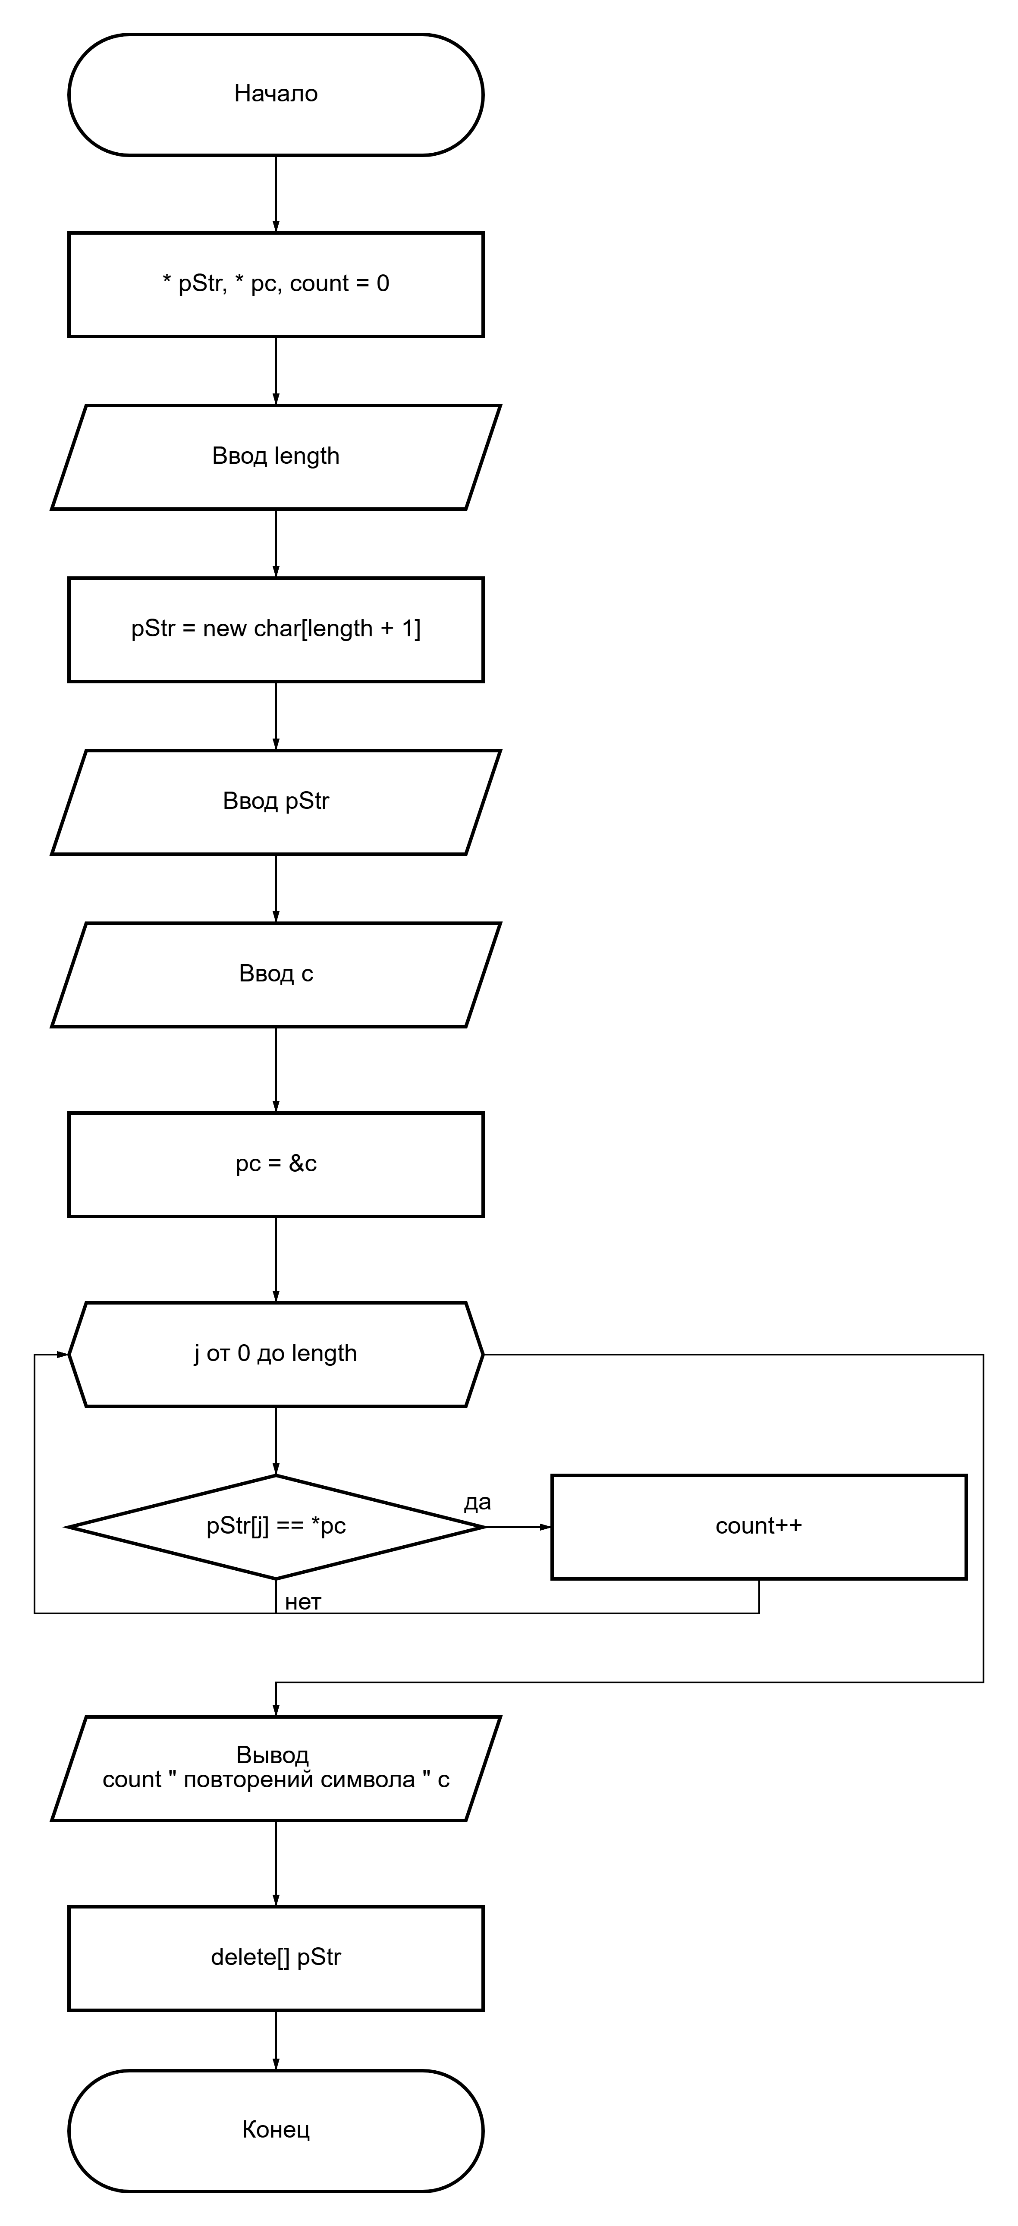 Начало
* pStr, * pc, count = 0
Ввод length
pStr = new char[length + 1]
Ввод pStr
Ввод c
pc = &c
j от 0 до length
pStr[j] == *pc
да
count++
нет
Вывод
count " повторений символа " c
delete[] pStr
Конец